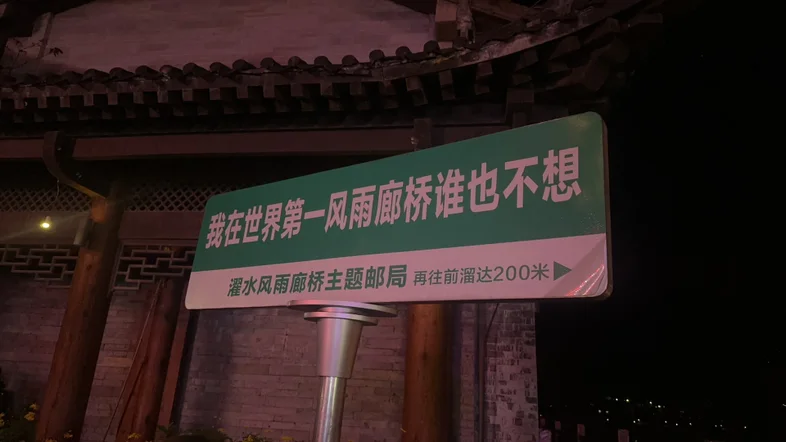 我在世界第一风雨廊桥谁也不想
濯水风雨廊桥主题邮局 再往前溜达200米